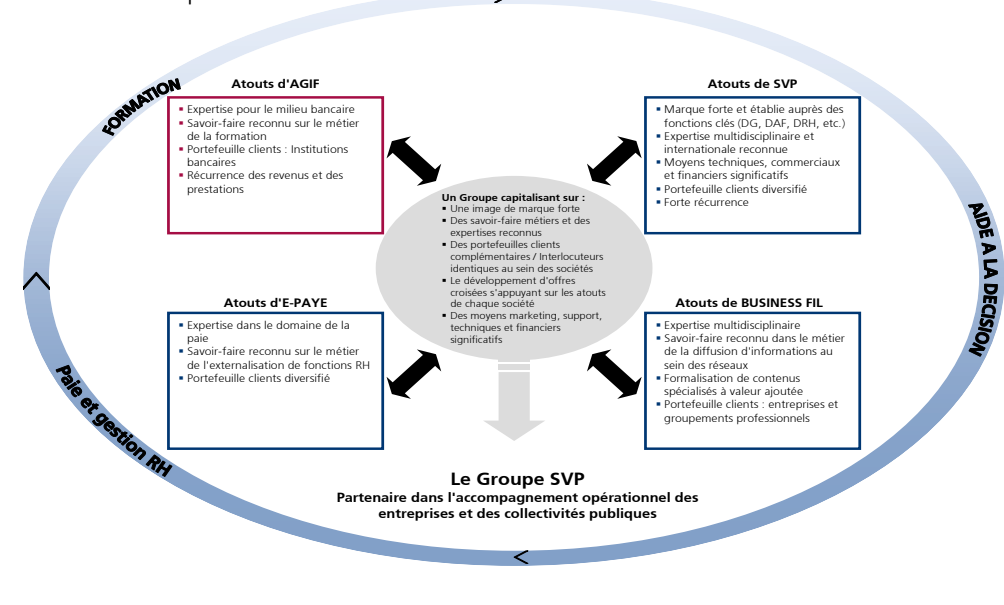 FORMATION
Atouts d'AGIF
▪ Expertise pour le milieu bancaire
▪ Savoir-faire reconnu sur le métier
de la formation
▪ Portefeuille clients : Institutions
bancaires
▪ Récurrence des revenus et des
prestations
Atouts de SVP
▪ Marque forte et établie auprès des
fonctions clés (DG, DAF, DRH, etc.)
▪ Expertise multidisciplinaire et
internationale reconnue
▪ Moyens techniques, commerciaux
et financiers significatifs
▪ Portefeuille clients diversifié
▪ Forte récurrence
AIDE A LA DECISION
Un Groupe capitalisant sur :
▪ Une image de marque forte
▪ Des savoir-faire métiers et des
expertises reconnus
▪ Des portefeuilles clients
complémentaires / Interlocuteurs
identiques au sein des sociétés
▪ Le développement d'offres
croisées s'appuyant sur les atouts
de chaque société
▪ Des moyens marketing, support,
techniques et financiers
significatifs
Atouts d'E-PAYE
▪ Expertise dans le domaine de la
paie
▪ Savoir-faire reconnu sur le métier
de l'externalisation de fonctions RH
▪ Portefeuille clients diversifié
Atouts de BUSINESS FIL
▪ Expertise multidisciplinaire
▪ Savoir-faire reconnu dans le métier
de la diffusion d'informations au
sein des réseaux
▪ Formalisation de contenus
spécialisés à valeur ajoutée
▪ Portefeuille clients : entreprises et
groupements professionnels
Paie et gestion RH
Le Groupe SVP
Partenaire dans l'accompagnement opérationnel des
entreprises et des collectivités publiques